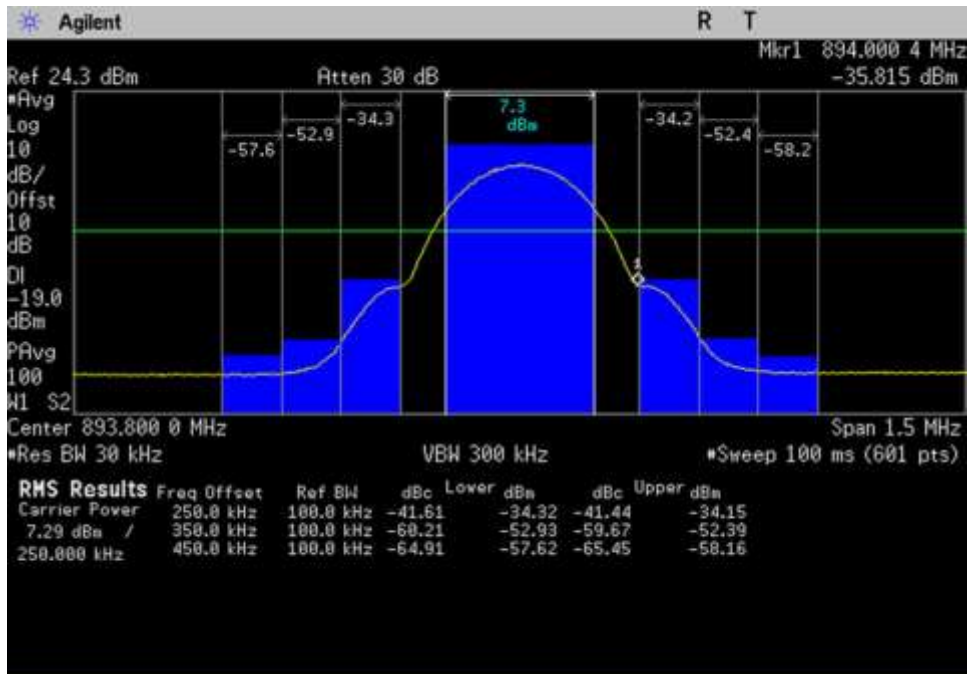 Agilent R T
Mkr1 894.000 4 MHz
Ref 24.3 dBm Atten 30 dB -35.815 dBm
#Avg
Log
10
dB/
Offst
10
dB
DI
-19.0
dBm
PAvg
100
W1 S2
-57.6
-52.9
-34.3
7.3
dBm
-34.2
-52.4
-58.2
1
Center 893.800 0 MHz Span 1.5 MHz
#Res BW 30 kHz VBW 300 kHz #Sweep 100 ms (601 pts)
RMS Results Freq Offset Ref BW dBc Lower dBm dBc Upper dBm
Carrier Power 250.0 kHz 100.0 kHz -41.61 -34.32 -41.44 -34.15
7.29 dBm / 350.0 kHz 100.0 kHz -60.21 -52.93 -59.67 -52.39
250.000 kHz 450.0 kHz 100.0 kHz -64.91 -57.62 -65.45 -58.16